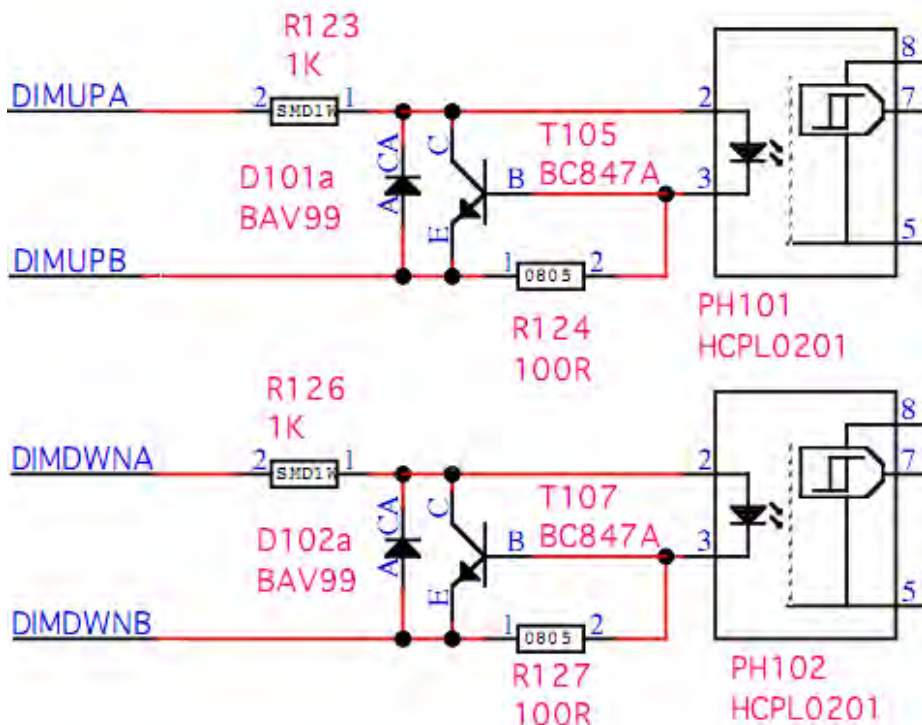 R123
1K
8
DIMUPA
2
SMD1W
1
2
7
CA
C
T105
D101a
B
BC847A
3
BAV99
A
E
DIMUPB
1
0805
2
5
R124
100R
PH101
HCPL0201
R126
1K
8
DIMDWNA
2
SMD1W
1
2
7
CA
C
T107
D102a
B
BC847A
3
BAV99
A
E
DIMDWNB
1
0805
2
5
R127
100R
PH102
HCPL0201